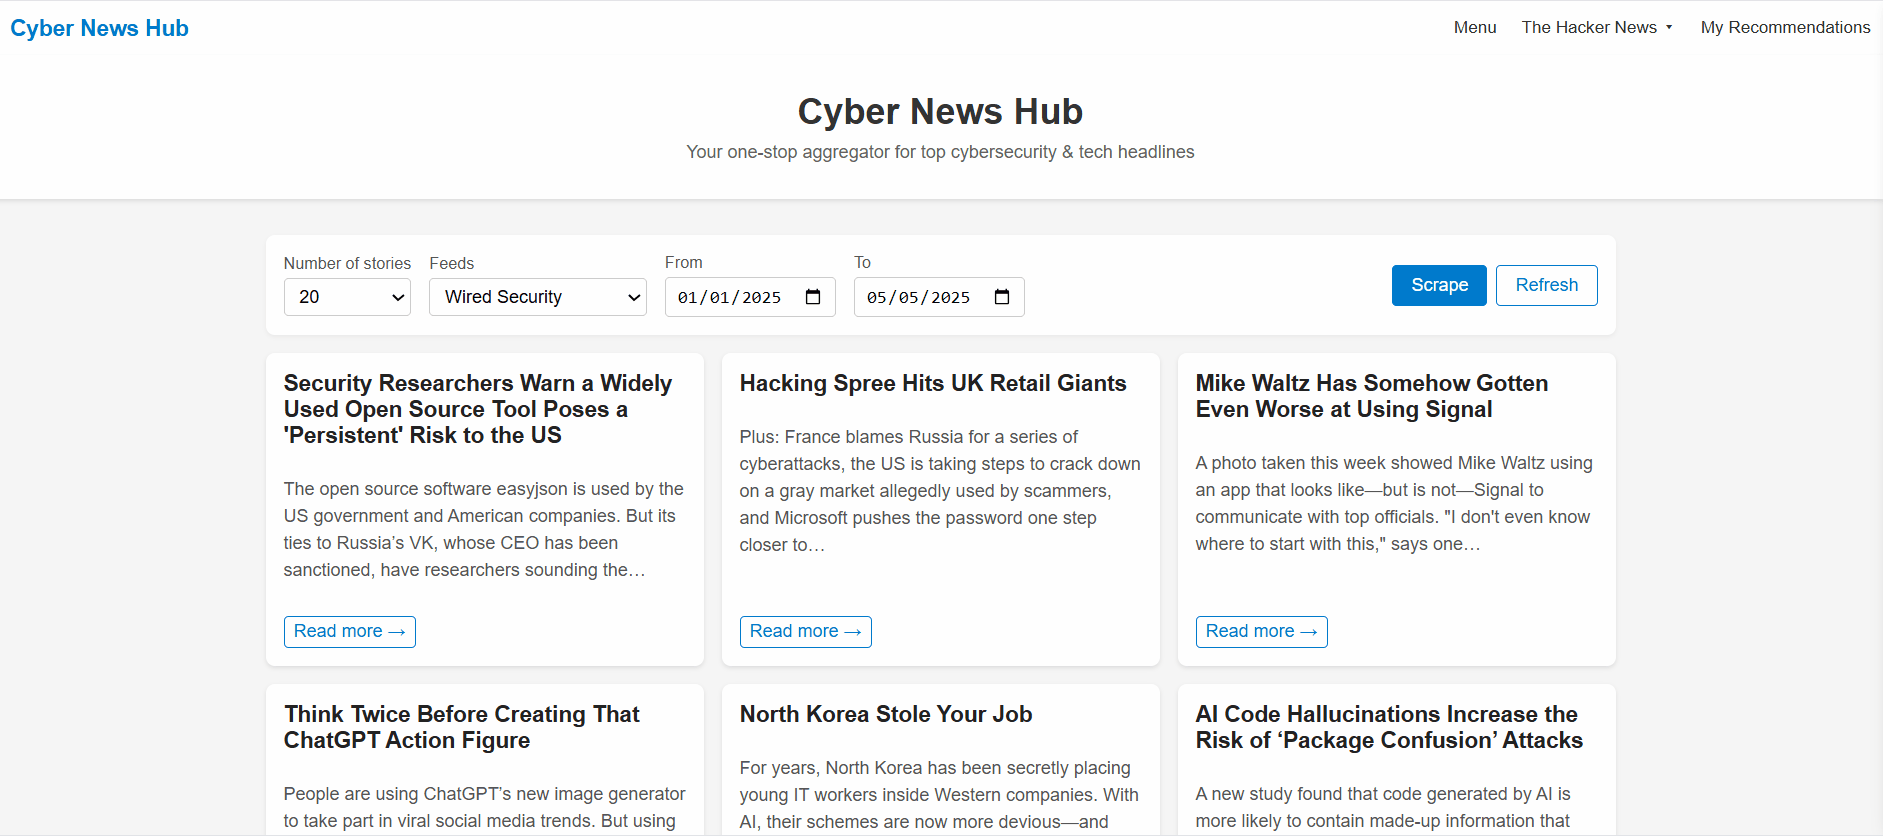 Cyber News Hub
Menu
The Hacker News
My Recommendations
Cyber News Hub
Your one-stop aggregator for top cybersecurity & tech headlines
Number of stories
20
Feeds
Wired Security
From
01/01/2025
To
05/05/2025
Scrape
Refresh
Security Researchers Warn a Widely
Used Open Source Tool Poses a
'Persistent' Risk to the US
The open source software easyjson is used by the
US government and American companies. But its
ties to Russia’s VK, whose CEO has been
sanctioned, have researchers sounding the…
Read more →
Hacking Spree Hits UK Retail Giants
Plus: France blames Russia for a series of
cyberattacks, the US is taking steps to crack down
on a gray market allegedly used by scammers,
and Microsoft pushes the password one step
closer to…
Read more →
Mike Waltz Has Somehow Gotten
Even Worse at Using Signal
A photo taken this week showed Mike Waltz using
an app that looks like—but is not—Signal to
communicate with top officials. "I don't even know
where to start with this," says one…
Read more →
Think Twice Before Creating That
ChatGPT Action Figure
People are using ChatGPT’s new image generator
to take part in viral social media trends. But using
North Korea Stole Your Job
For years, North Korea has been secretly placing
young IT workers inside Western companies. With
AI, their schemes are now more devious—and
AI Code Hallucinations Increase the
Risk of ‘Package Confusion’ Attacks
A new study found that code generated by AI is
more likely to contain made-up information that